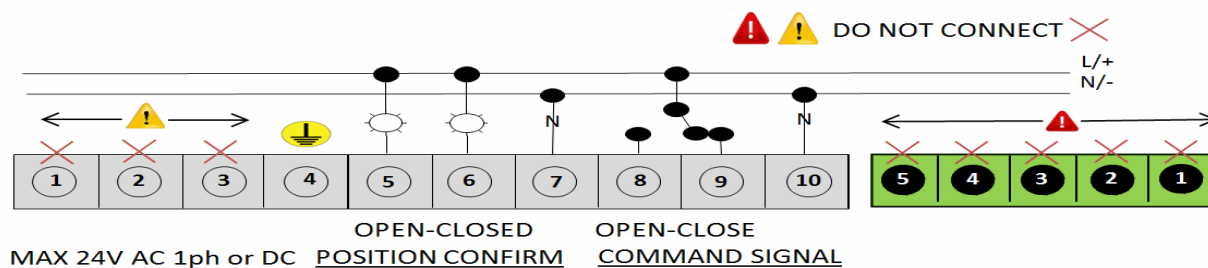 DO NOT CONNECT
L/+
N/-
N
N
1 2 3 4 5 6 7 8 9 10
5 4 3 2 1
OPEN-CLOSED OPEN-CLOSE
MAX 24V AC 1ph or DC POSITION CONFIRM COMMAND SIGNAL